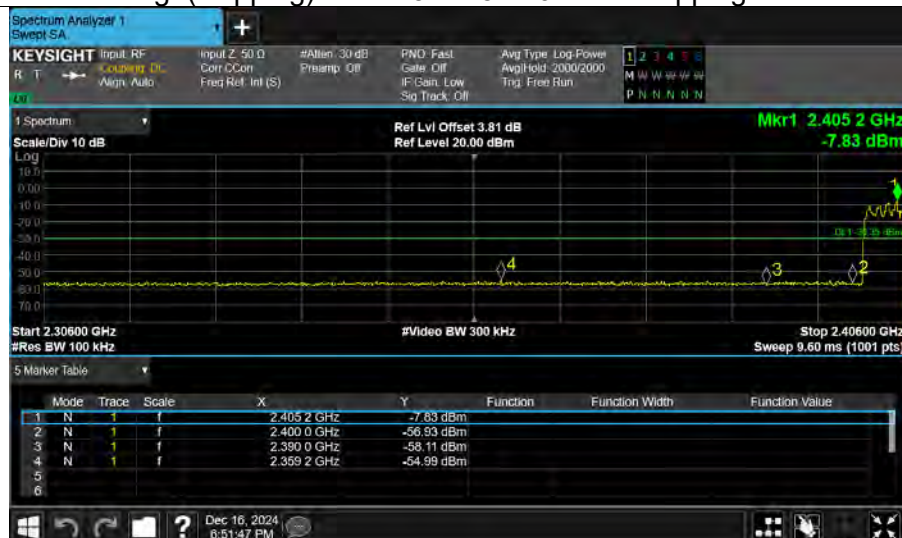 Spectrum Analyzer 1
Swept SA
+
KEYSIGHT Input: RF Input Z: 50 Ω #Atten: 30 dB PNO: Fast Avg Type: Log-Power 1 2 3 4 5 6
R T Coupling: DC Corr CCorr Preamp: Off Gate: Off Avg|Hold: 2000/2000 M W W W W W
Align: Auto Freq Ref: Int (S) IF Gain: Low Trig: Free Run
Sig Track: Off P N N N N N
1 Spectrum Ref Lvl Offset 3.81 dB Mkr1 2.405 2 GHz
Scale/Div 10 dB Ref Level 20.00 dBm -7.83 dBm
Log
10.0
0.00
-10.0
-20.0
-30.0
-40.0
-50.0
-60.0
-70.0
1
2
3
4
Start 2.30600 GHz #Video BW 300 kHz Stop 2.40600 GHz
#Res BW 100 kHz Sweep 9.60 ms (1001 pts)
5 Marker Table
Mode Trace Scale X Y Function Function Width Function Value
1 N 1 f 2.405 2 GHz -7.83 dBm
2 N 1 f 2.400 0 GHz -56.93 dBm
3 N 1 f 2.390 0 GHz -58.11 dBm
4 N 1 f 2.359 2 GHz -54.99 dBm
5
6
? Dec 16, 2024
6:51:47 PM